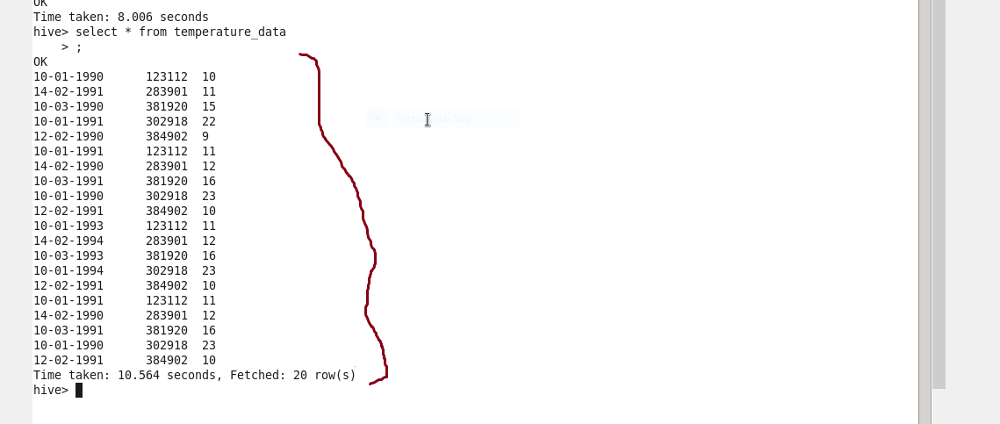 OK
Time taken: 8.006 seconds
hive> select * from temperature_data
    > ;
OK
10-01-1990	123112	10
14-02-1991	283901	11
10-03-1990	381920	15
10-01-1991	302918	22
12-02-1990	384902	9
10-01-1991	123112	11
14-02-1990	283901	12
10-03-1991	381920	16
10-01-1990	302918	23
12-02-1991	384902	10
10-01-1993	123112	11
14-02-1994	283901	12
10-03-1993	381920	16
10-01-1994	302918	23
12-02-1991	384902	10
10-01-1991	123112	11
14-02-1990	283901	12
10-03-1991	381920	16
10-01-1990	302918	23
12-02-1991	384902	10
Time taken: 10.564 seconds, Fetched: 20 row(s)
hive>